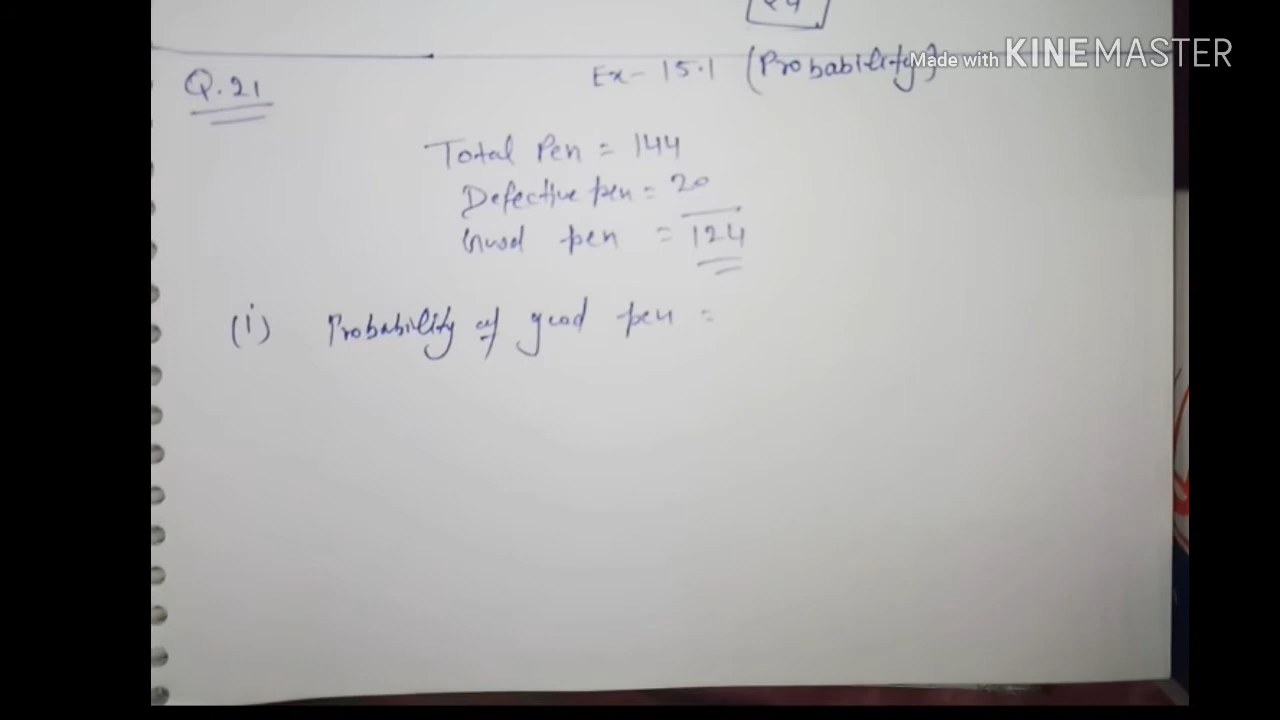 Made with KINEMASTER
Q.21 Ex-15.1 (Probability)
Total Pen = 144
Defective pen = 20
Good pen = 124
(i) Probability of good pen =